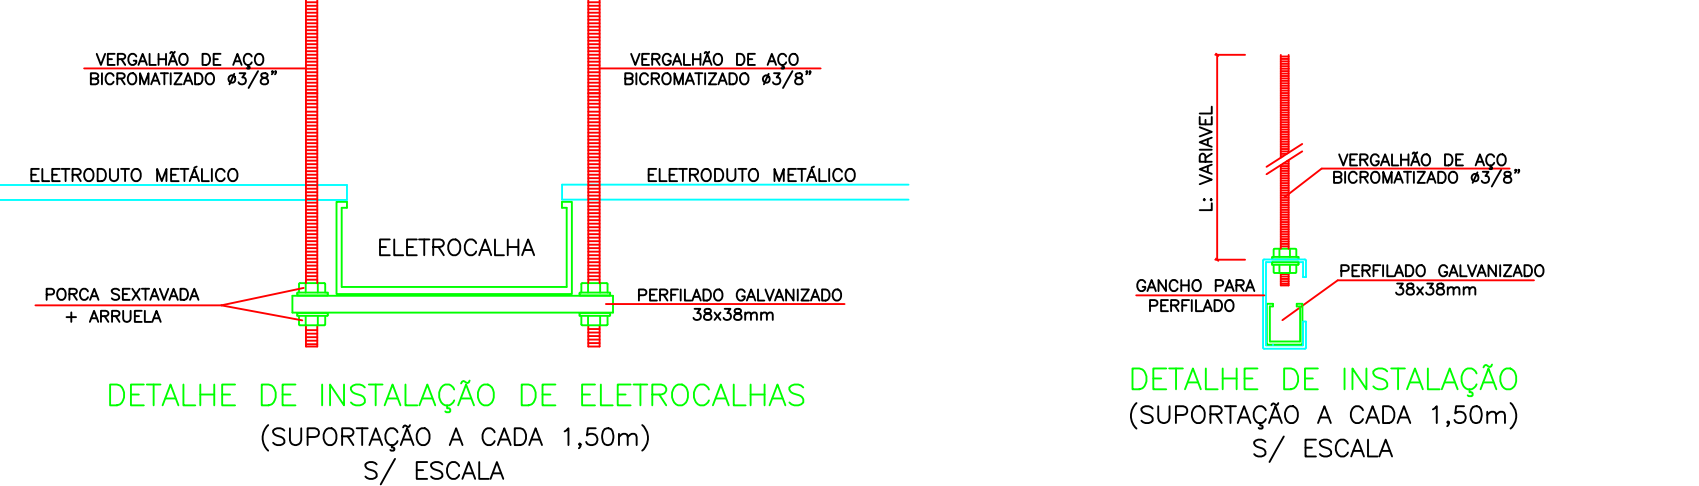 VERGALHÃO DE AÇO
BICROMATIZADO ø3/8"
VERGALHÃO DE AÇO
BICROMATIZADO ø3/8"
ELETRODUTO METÁLICO
ELETRODUTO METÁLICO
ELETROCALHA
PORCA SEXTAVADA
+ ARRUELA
PERFILADO GALVANIZADO
38x38mm
DETALHE DE INSTALAÇÃO DE ELETROCALHAS
(SUPORTAÇÃO A CADA 1,50m)
S/ ESCALA
L: VARIAVEL
VERGALHÃO DE AÇO
BICROMATIZADO ø3/8"
GANCHO PARA
PERFILADO
PERFILADO GALVANIZADO
38x38mm
DETALHE DE INSTALAÇÃO
(SUPORTAÇÃO A CADA 1,50m)
S/ ESCALA